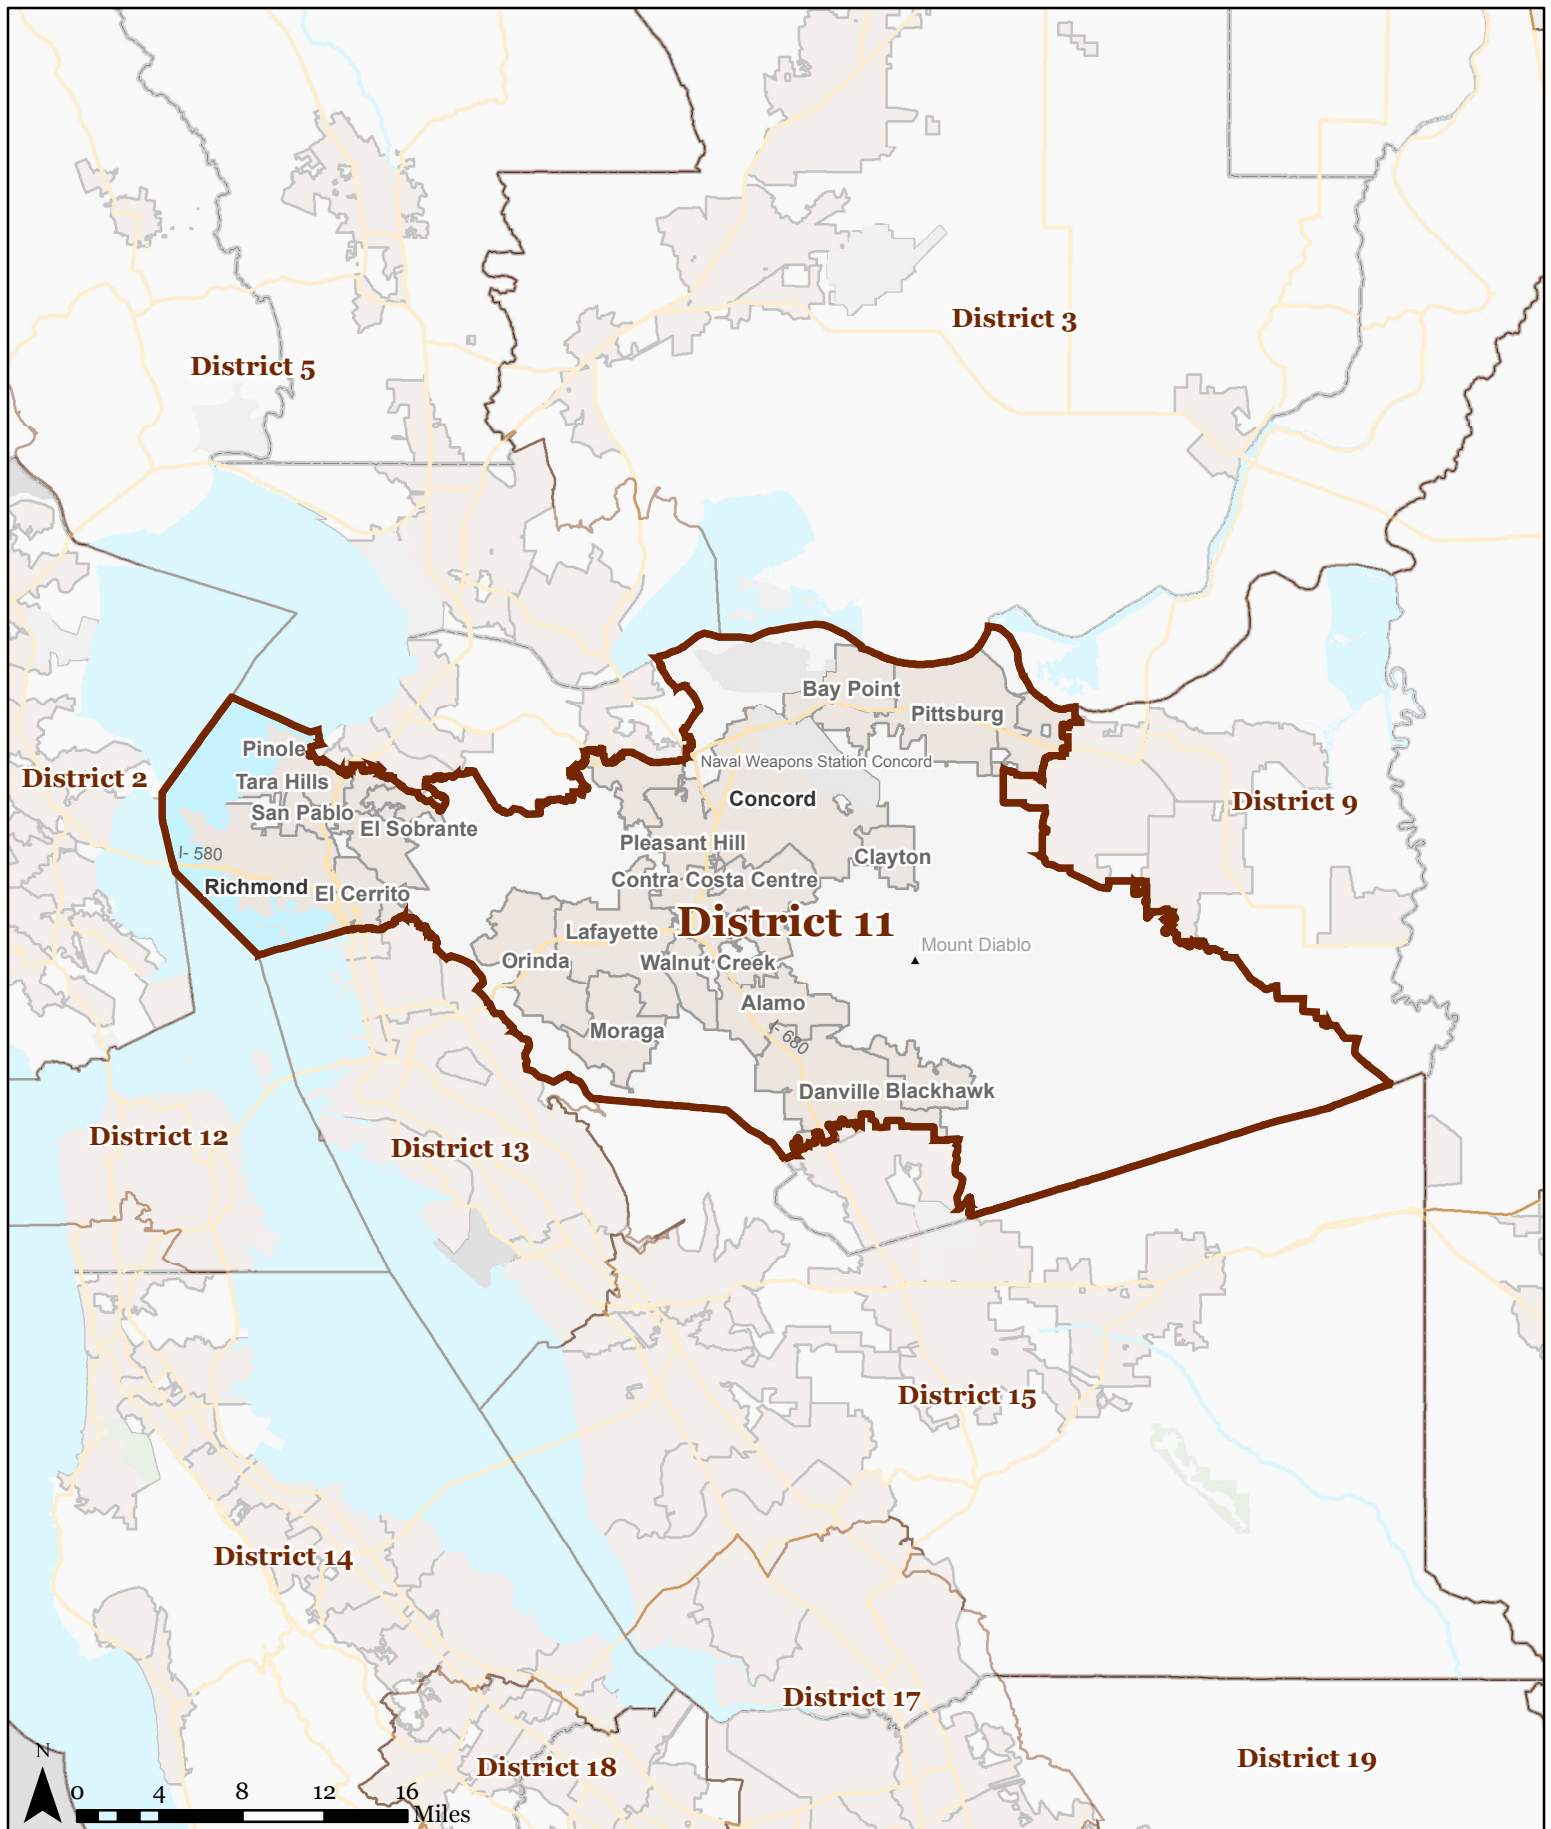 District 3
District 5
Bay Point
Pittsburg
Pinole
Naval Weapons Station Concord
District 2
Tara Hills
Concord
District 9
San Pablo
El Sobrante
Pleasant Hill
I- 580
Clayton
Contra Costa Centre
Richmond
El Cerrito
District 11
Lafayette
Mount Diablo
Orinda
Walnut Creek
Alamo
Moraga
I- 680
Danville
Blackhawk
District 12
District 13
District 15
District 14
District 17
District 18
District 19
N
0 4 8 12 16
Miles